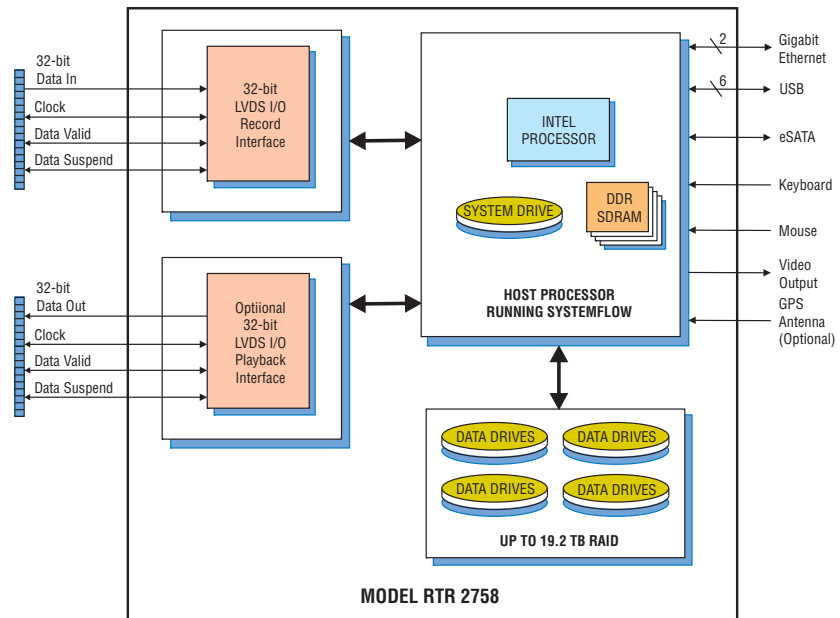 32-bit
Data In
Clock
Data Valid
Data Suspend
32-bit
LVDS I/O
Record
Interface
32-bit
Data Out
Clock
Data Valid
Data Suspend
Optiional
32-bit
LVDS I/O
Playback
Interface
INTEL
PROCESSOR
SYSTEM DRIVE
DDR
SDRAM
HOST PROCESSOR
RUNNING SYSTEMFLOW
2
Gigabit
Ethernet
6
USB
eSATA
Keyboard
Mouse
Video
Output
GPS
Antenna
(Optional)
DATA DRIVES
DATA DRIVES
DATA DRIVES
DATA DRIVES
UP TO 19.2 TB RAID
MODEL RTR 2758